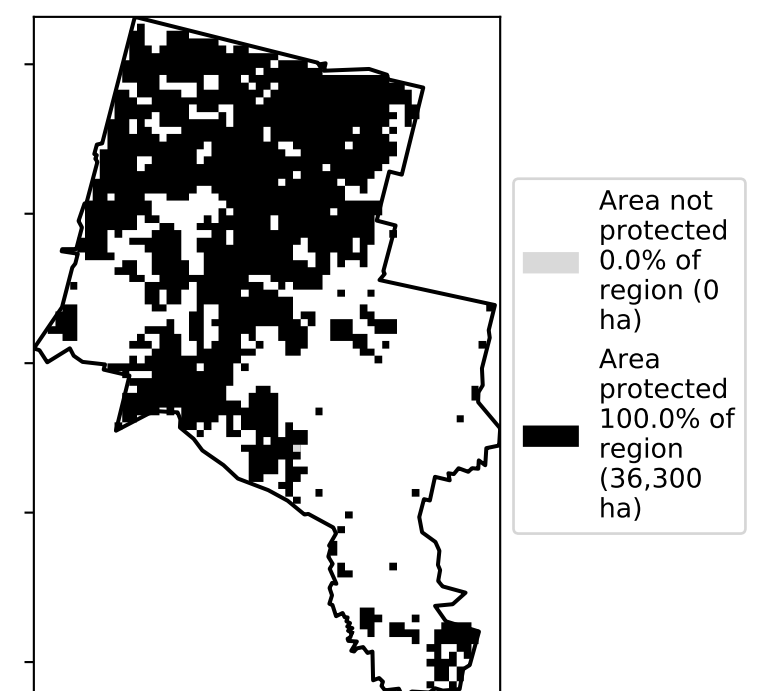 Area not
protected
0.0% of
region (0
ha)
Area
protected
100.0% of
region
(36,300
ha)